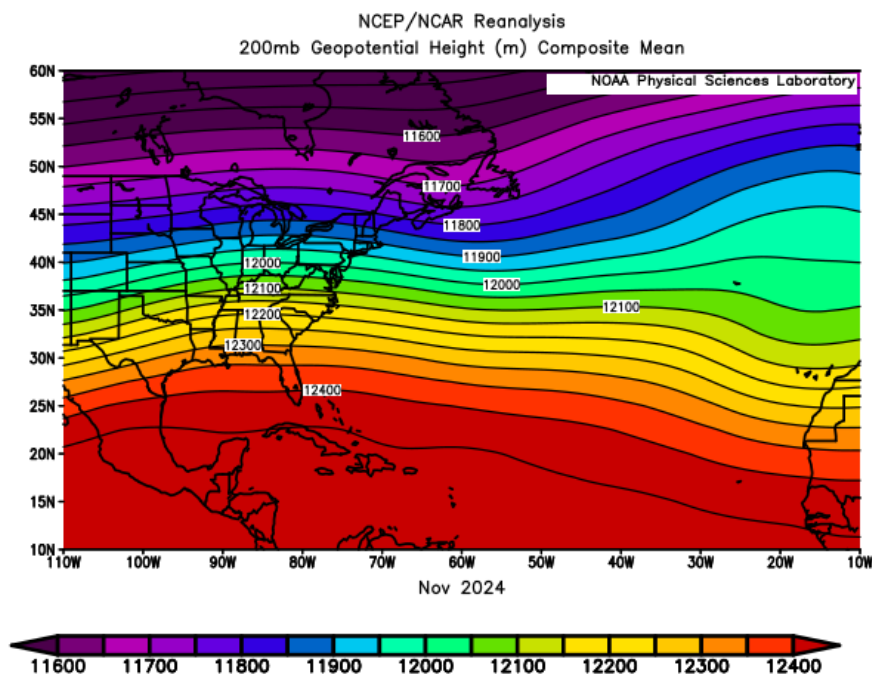 NCEP/NCAR Reanalysis
200mb Geopotential Height (m) Composite Mean
NOAA Physical Sciences Laboratory
60N
55N
50N
45N
40N
35N
30N
25N
20N
15N
10N
11600
11700
11800
11900
12000
12000
12100
12100
12200
12300
12400
110W 100W 90W 80W 70W 60W 50W 40W 30W 20W 10W
Nov 2024
11600 11700 11800 11900 12000 12100 12200 12300 12400